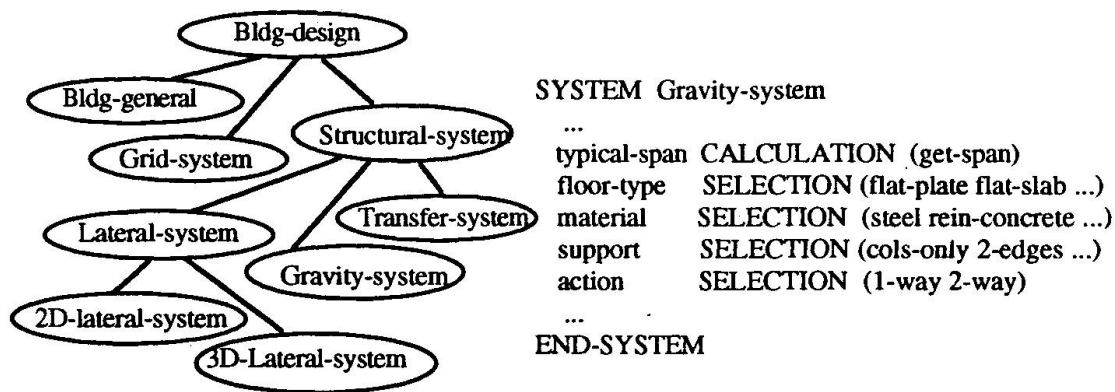 Bldg-design
Bldg-general
Grid-system
Structural-system
Lateral-system
Transfer-system
Gravity-system
2D-lateral-system
3D-Lateral-system
SYSTEM Gravity-system
...
typical-span CALCULATION (get-span)
floor-type SELECTION (flat-plate flat-slab ...)
material SELECTION (steel rein-concrete ...)
support SELECTION (cols-only 2-edges ...)
action SELECTION (1-way 2-way)
...
END-SYSTEM